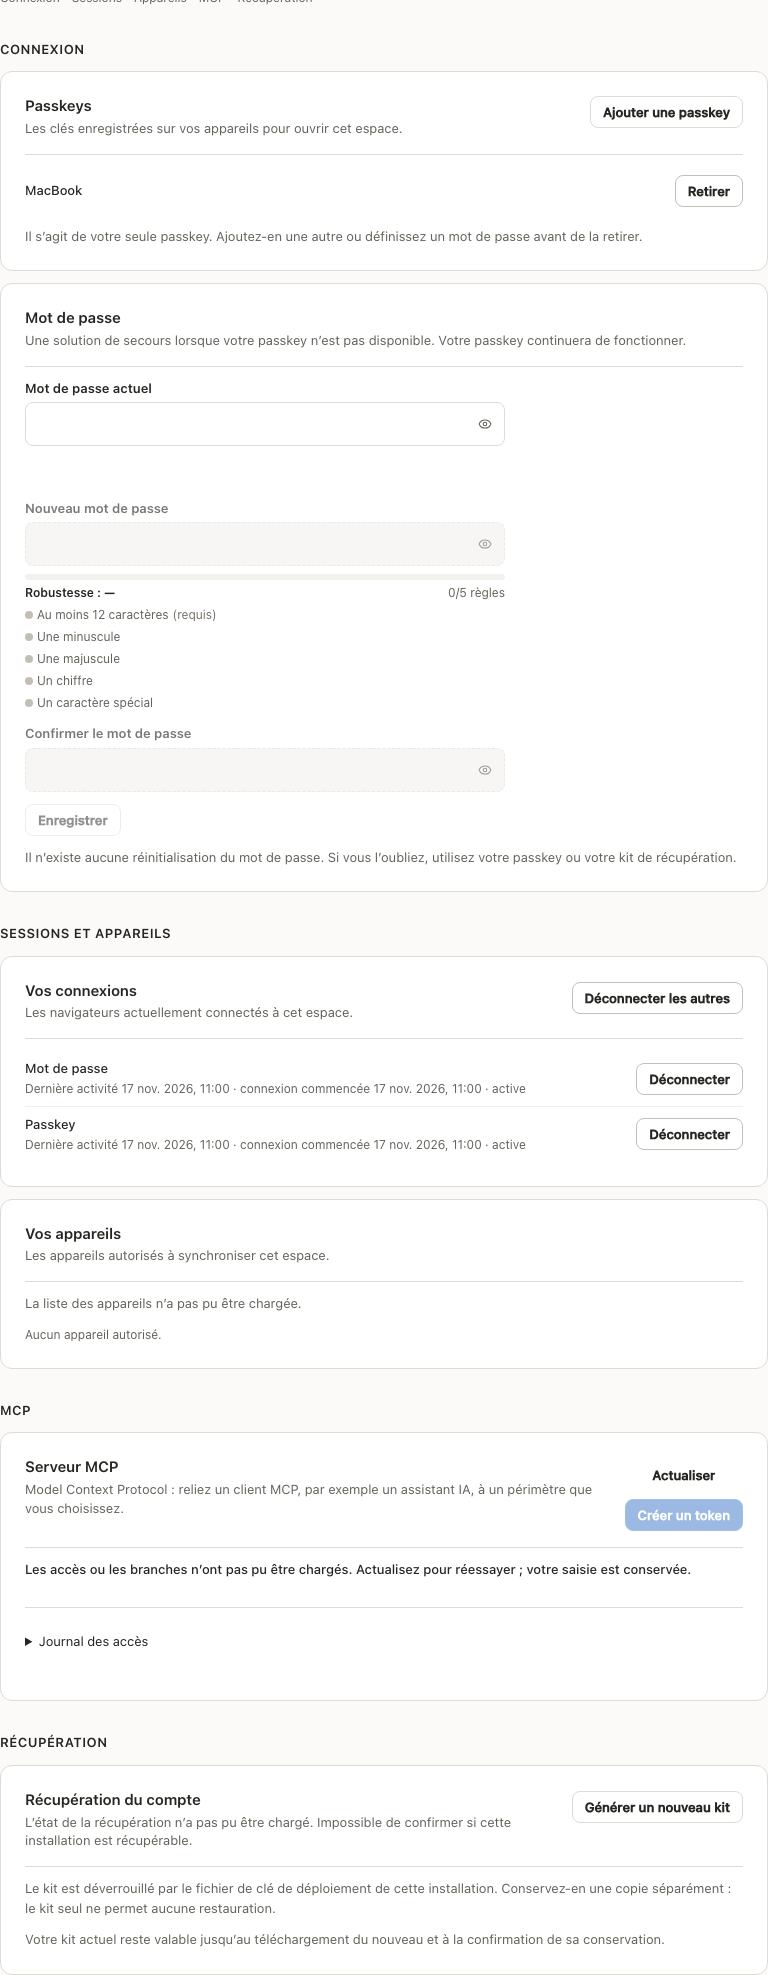 CONNEXION
Passkeys
Ajouter une passkey
Les clés enregistrées sur vos appareils pour ouvrir cet espace.
MacBook
Retirer
Il s’agit de votre seule passkey. Ajoutez-en une autre ou définissez un mot de passe avant de la retirer.
Mot de passe
Une solution de secours lorsque votre passkey n’est pas disponible. Votre passkey continuera de fonctionner.
Mot de passe actuel
Nouveau mot de passe
Robustesse : —
0/5 règles
Au moins 12 caractères (requis)
Une minuscule
Une majuscule
Un chiffre
Un caractère spécial
Confirmer le mot de passe
Enregistrer
Il n’existe aucune réinitialisation du mot de passe. Si vous l’oubliez, utilisez votre passkey ou votre kit de récupération.
SESSIONS ET APPAREILS
Vos connexions
Déconnecter les autres
Les navigateurs actuellement connectés à cet espace.
Mot de passe
Déconnecter
Dernière activité 17 nov. 2026, 11:00 · connexion commencée 17 nov. 2026, 11:00 · active
Passkey
Déconnecter
Dernière activité 17 nov. 2026, 11:00 · connexion commencée 17 nov. 2026, 11:00 · active
Vos appareils
Les appareils autorisés à synchroniser cet espace.
La liste des appareils n’a pas pu être chargée.
Aucun appareil autorisé.
MCP
Serveur MCP
Actualiser
Model Context Protocol : reliez un client MCP, par exemple un assistant IA, à un périmètre que
vous choisissez.
Créer un token
Les accès ou les branches n’ont pas pu être chargés. Actualisez pour réessayer ; votre saisie est conservée.
Journal des accès
RÉCUPÉRATION
Récupération du compte
Générer un nouveau kit
L’état de la récupération n’a pas pu être chargé. Impossible de confirmer si cette
installation est récupérable.
Le kit est déverrouillé par le fichier de clé de déploiement de cette installation. Conservez-en une copie séparément :
le kit seul ne permet aucune restauration.
Votre kit actuel reste valable jusqu’au téléchargement du nouveau et à la confirmation de sa conservation.